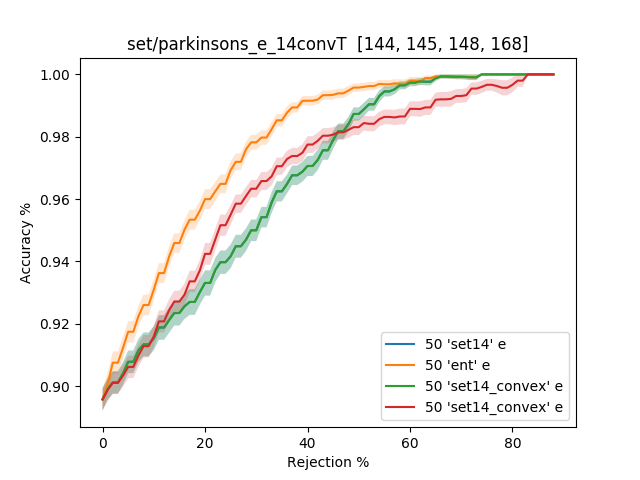 set/parkinsons_e_14convT  [144, 145, 148, 168]
1.00
0.98
0.96
0.94
0.92
0.90
Accuracy %
0
20
40
60
80
Rejection %
50 'set14' e
50 'ent' e
50 'set14_convex' e
50 'set14_convex' e